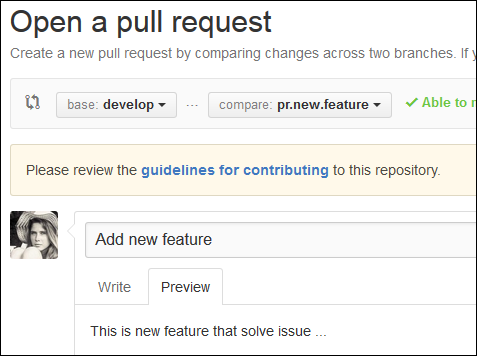 Open a pull request
Create a new pull request by comparing changes across two branches. If
base: develop ... compare: pr.new.feature Able to
Please review the guidelines for contributing to this repository.
Add new feature
Write Preview
This is new feature that solve issue ...